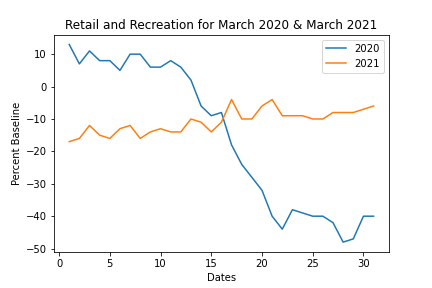 Retail and Recreation for March 2020 & March 2021
2020
2021
Percent Baseline
10
0
−10
−20
−30
−40
−50
0 5 10 15 20 25 30
Dates